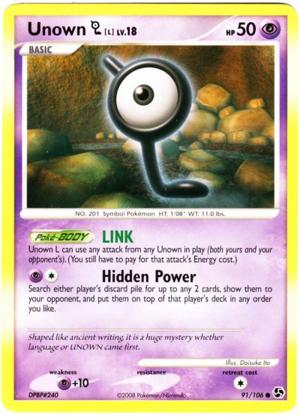 Unown L [L] LV.18 HP 50
BASIC
NO. 201 Symbol Pokémon HT: 1'08" WT: 11.0 lbs.
Poké-BODY LINK
Unown L can use any attack from any Unown in play (both yours and your
opponent's). (You still have to pay for that attack's Energy cost.)
Hidden Power
Search either player's discard pile for up to any 2 cards, show them to
your opponent, and put them on top of that player's deck in any order
you like.
Shaped like ancient writing, it is a huge mystery whether
language or UNOWN came first.
Illus. Daisuke Ito
weakness resistance retreat cost
+10
DPBP#240 ©2008 Pokémon/Nintendo 91/106